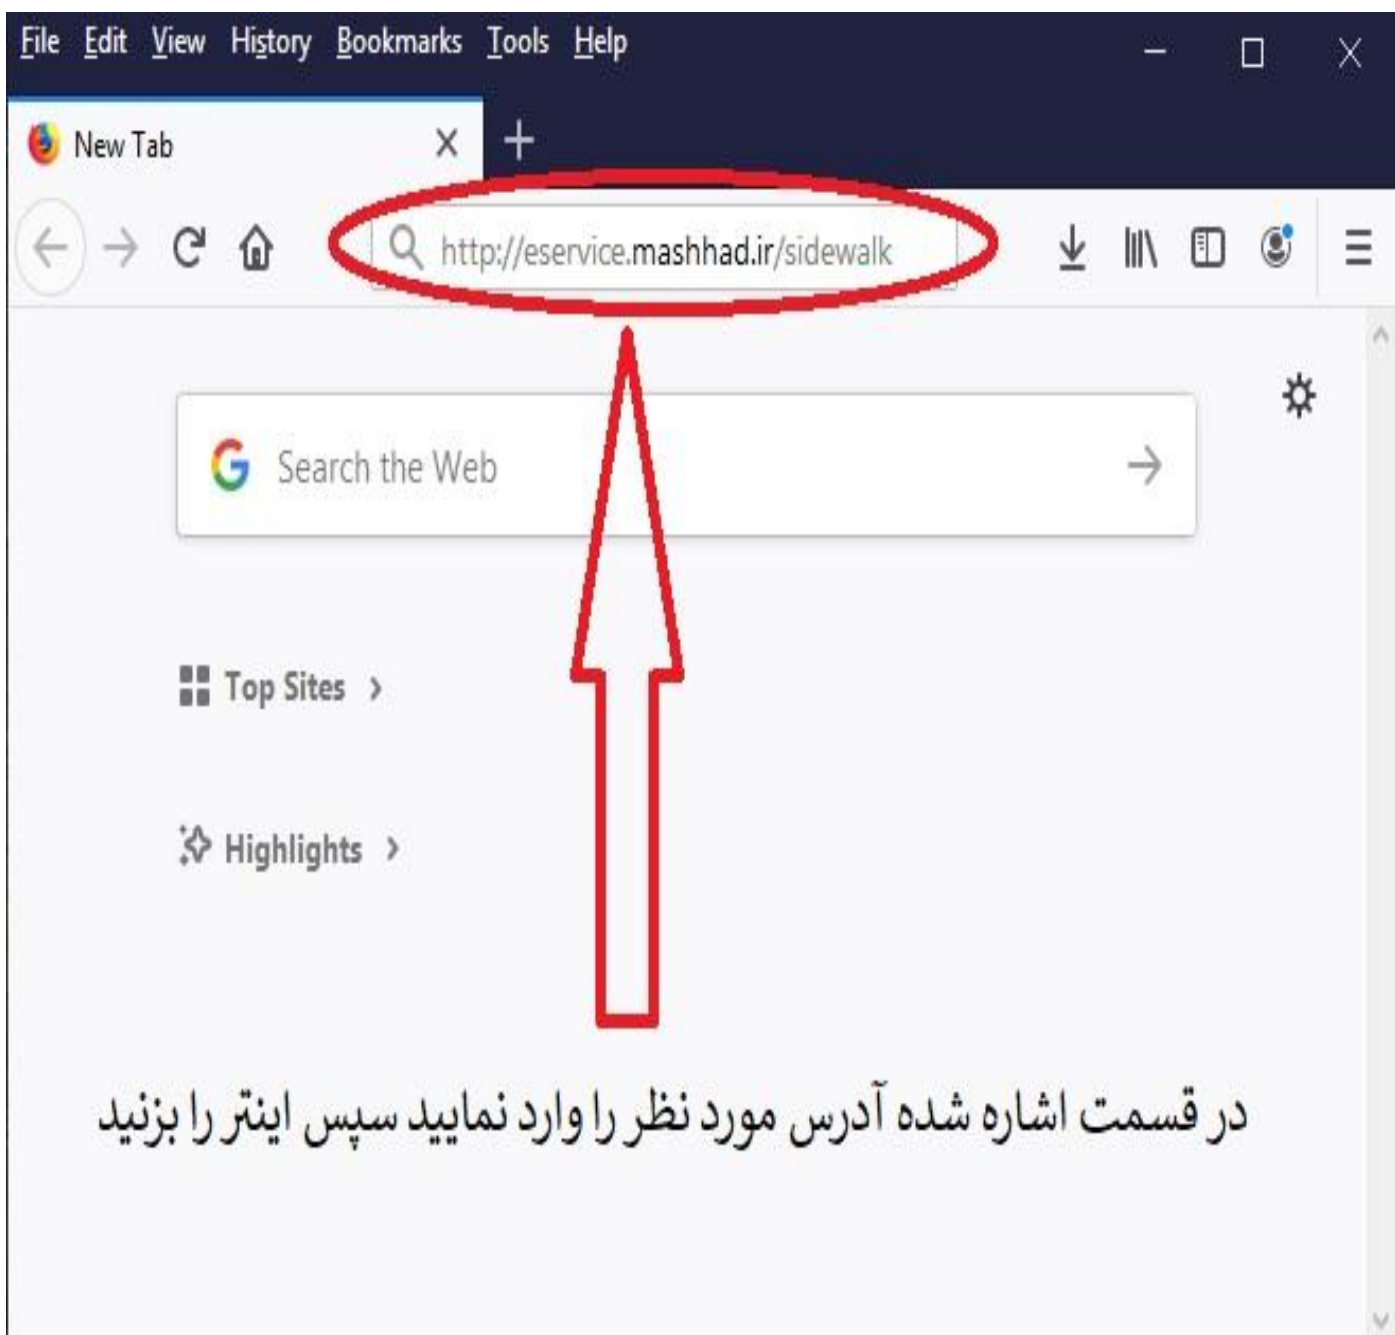 File Edit View History Bookmarks Tools Help
New Tab
http://eservice.mashhad.ir/sidewalk
Search the Web
Top Sites
Highlights
در قسمت اشاره شده آدرس مورد نظر را وارد نمایید سپس اینتر را بزنید